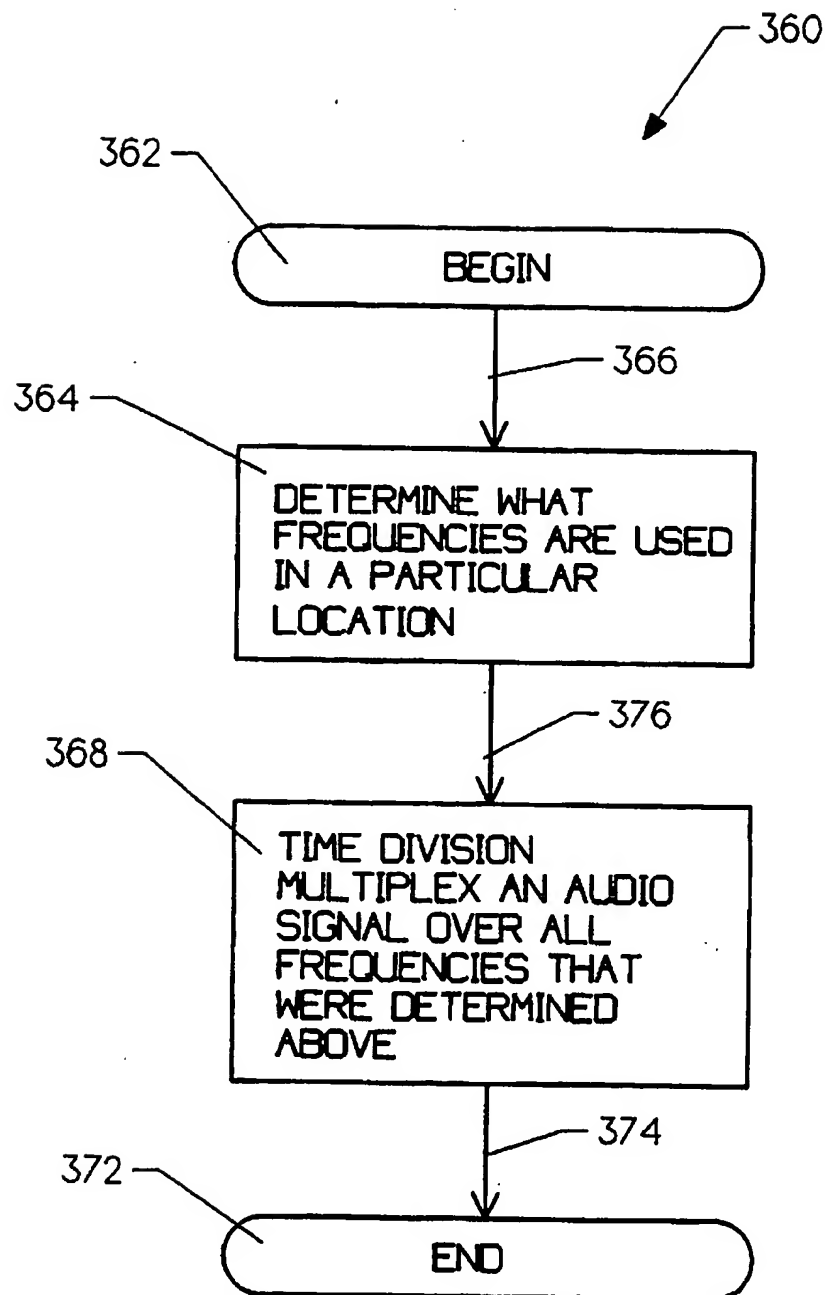 360
362
BEGIN
366
364
DETERMINE WHAT
FREQUENCIES ARE USED
IN A PARTICULAR
LOCATION
376
368
TIME DIVISION
MULTIPLEX AN AUDIO
SIGNAL OVER ALL
FREQUENCIES THAT
WERE DETERMINED
ABOVE
374
372
END